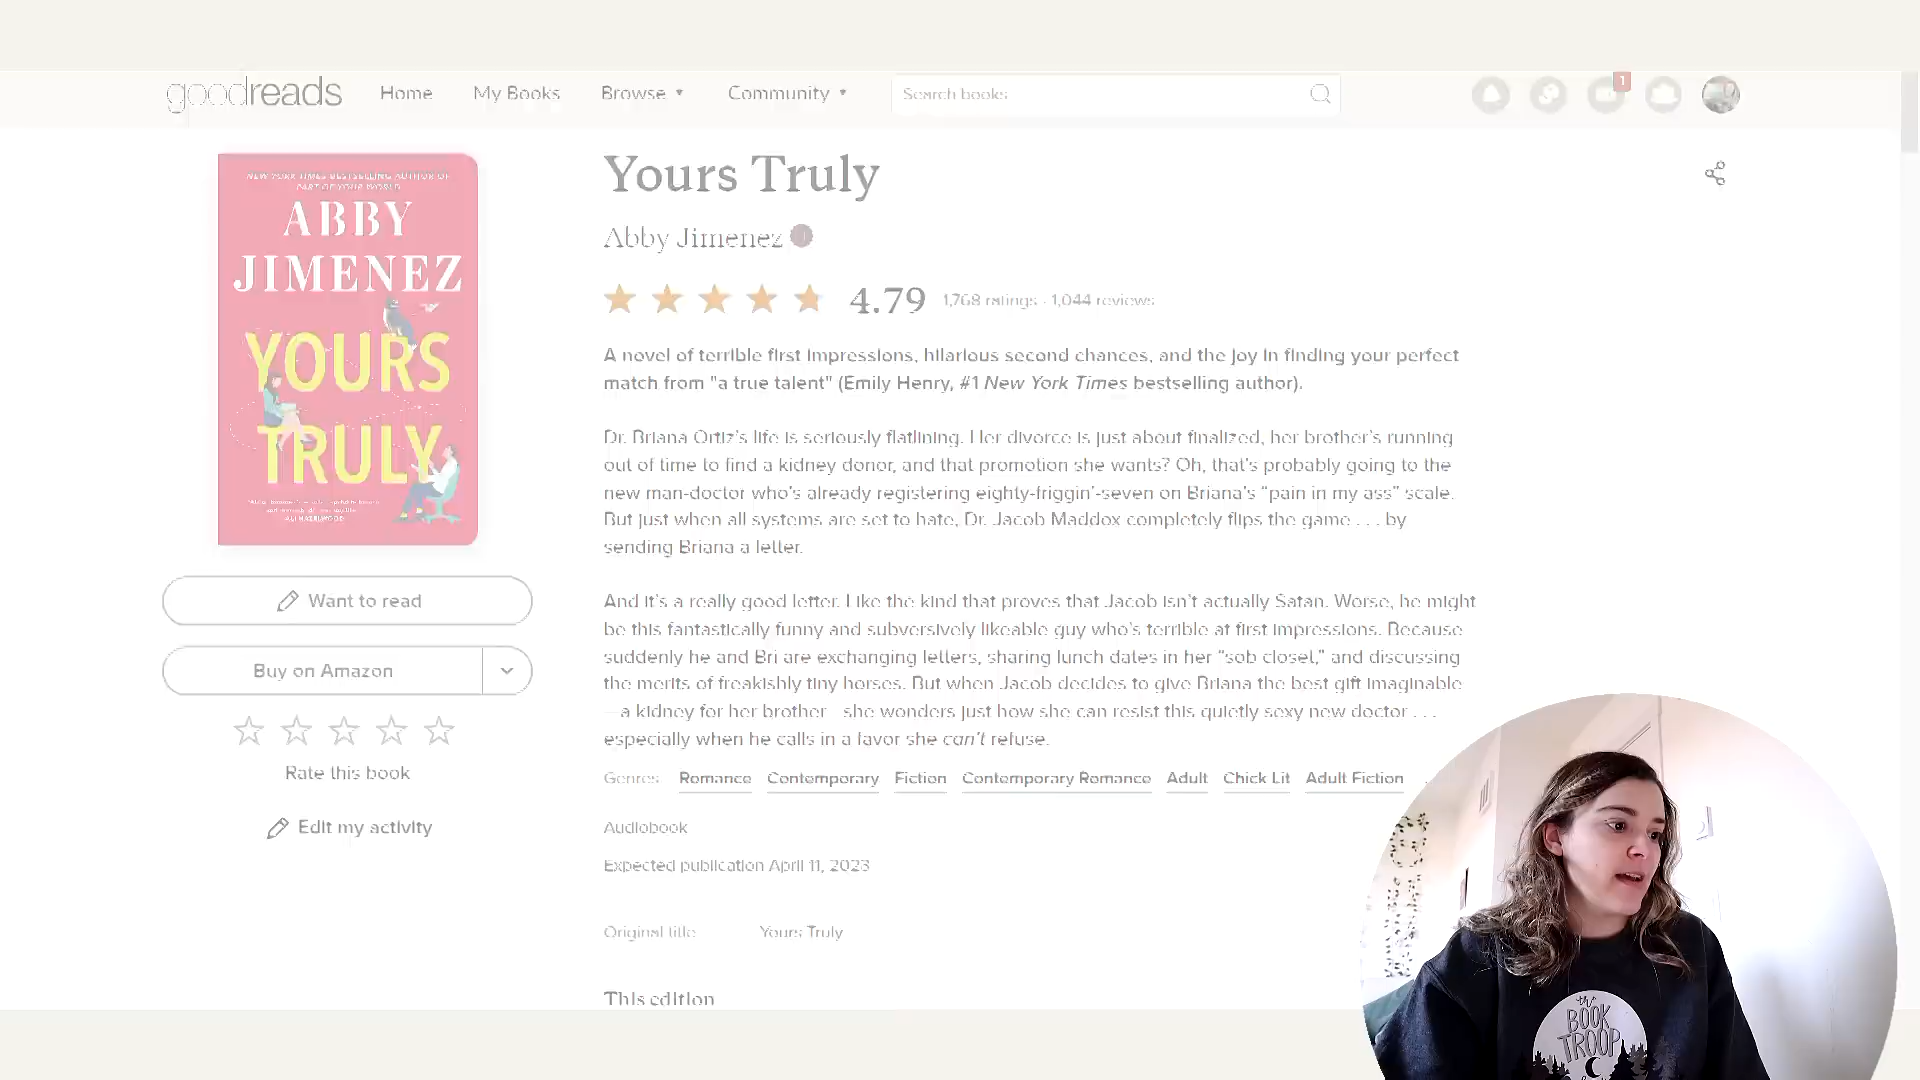 goodreads Home My Books Browse Community Search books 1
NEW YORK TIMES BESTSELLING AUTHOR OF
PART OF YOUR WORLD
ABBY
JIMENEZ
YOURS
TRULY
ALI HAZELWOOD
Want to read
Buy on Amazon
Rate this book
Edit my activity
Yours Truly
Abby Jimenez
4.79 1,768 ratings · 1,044 reviews
A novel of terrible first impressions, hilarious second chances, and the joy in finding your perfect
match from "a true talent" (Emily Henry, #1 New York Times bestselling author).
Dr. Briana Ortiz's life is seriously flatlining. Her divorce is just about finalized, her brother's running
out of time to find a kidney donor, and that promotion she wants? Oh, that's probably going to the
new man-doctor who's already registering eighty-friggin'-seven on Briana's “pain in my ass” scale.
But just when all systems are set to hate, Dr. Jacob Maddox completely flips the game . . . by
sending Briana a letter.
And it's a really good letter. Like the kind that proves that Jacob isn't actually Satan. Worse, he might
be this fantastically funny and subversively likeable guy who's terrible at first impressions. Because
suddenly he and Bri are exchanging letters, sharing lunch dates in her “sob closet,” and discussing
the merits of freakishly tiny horses. But when Jacob decides to give Briana the best gift imaginable
—a kidney for her brother—she wonders just how she can resist this quietly sexy new doctor . . .
especially when he calls in a favor she can't refuse.
Genres Romance Contemporary Fiction Contemporary Romance Adult Chick Lit Adult Fiction
Audiobook
Expected publication April 11, 2023
Original title Yours Truly
This edition
the
BOOK
TROOP